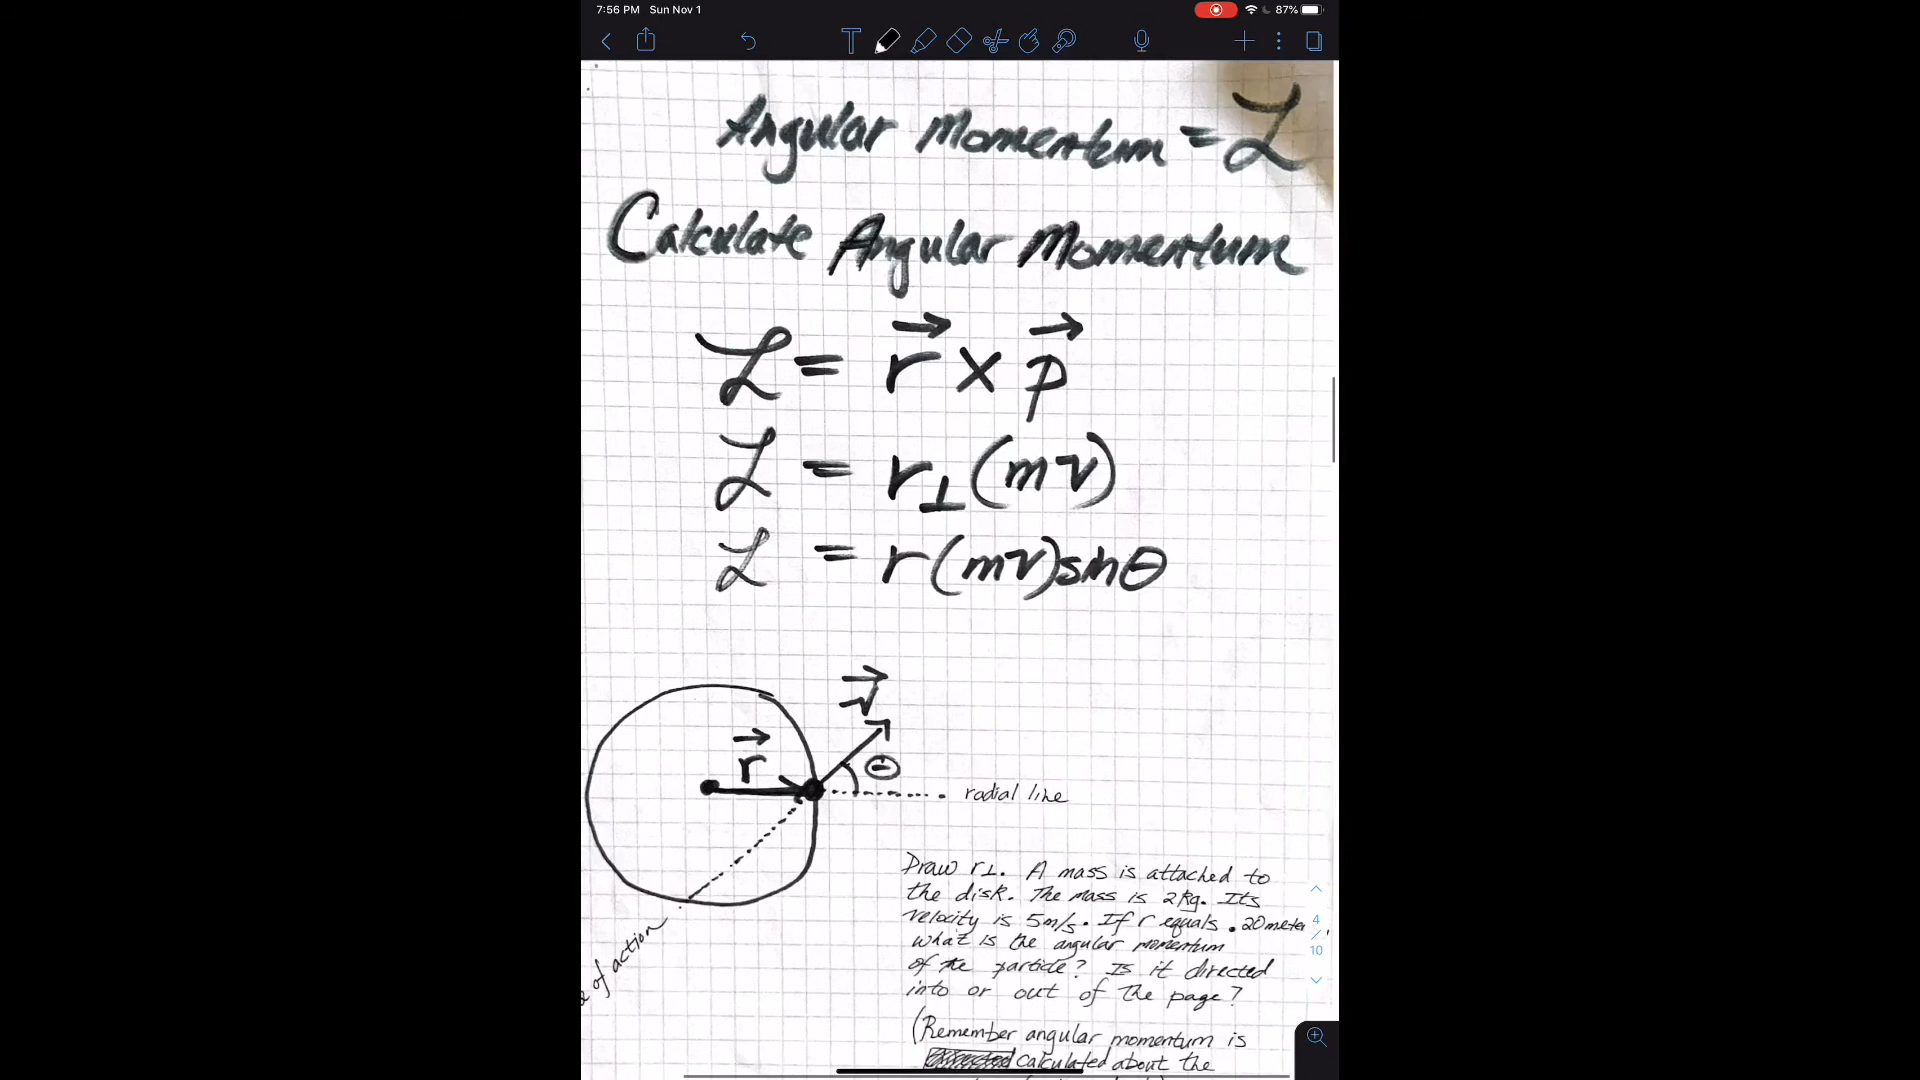 7:56 PM Sun Nov 1
87%
Angular Momentum = L
Calculate Angular Momentum
L = r × p
L = r⊥(mv)
L = r(mv)sinθ
v
r
θ
radial line
of action
Draw r⊥. A mass is attached to
the disk. The mass is 2kg. Its
velocity is 5m/s. If r equals .20 meter,
what is the angular momentum
of the particle? Is it directed
into or out of the page?
(Remember angular momentum is
calculated about the
4
/
10